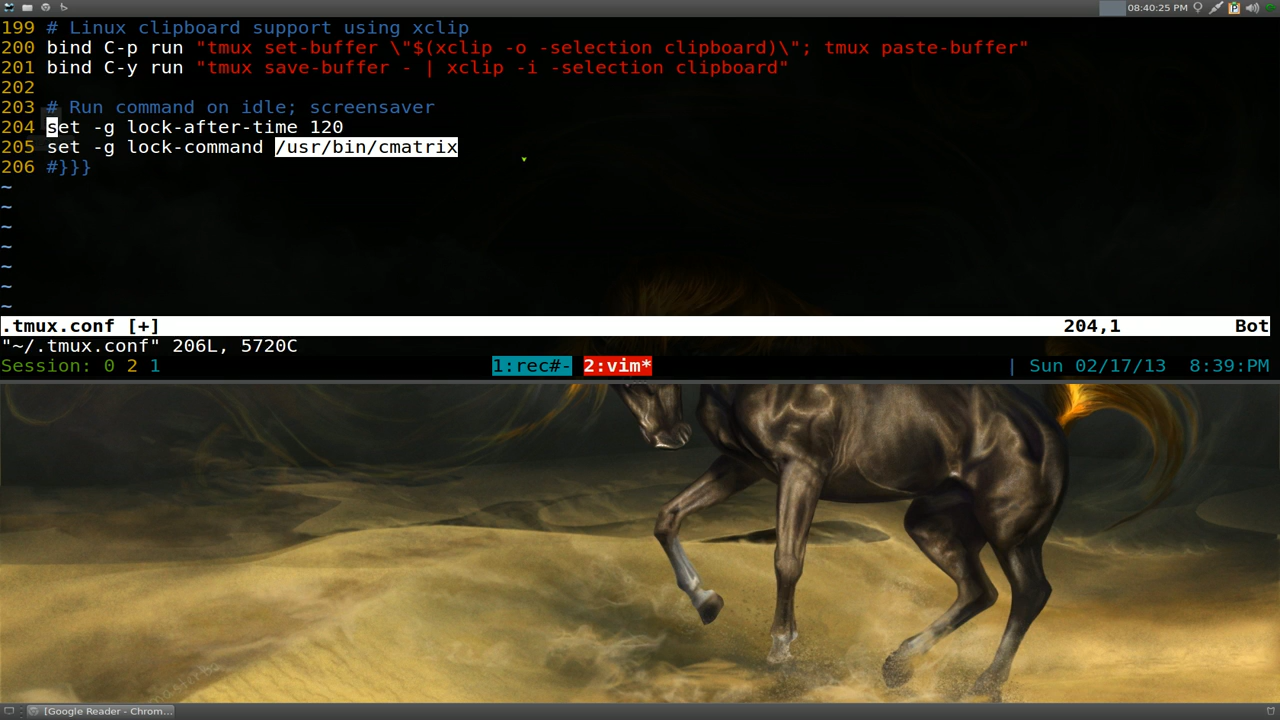 08:40:25 PM
199 # Linux clipboard support using xclip
200 bind C-p run "tmux set-buffer \"$(xclip -o -selection clipboard)\"; tmux paste-buffer"
201 bind C-y run "tmux save-buffer - | xclip -i -selection clipboard"
202
203 # Run command on idle; screensaver
204 set -g lock-after-time 120
205 set -g lock-command /usr/bin/cmatrix
206 #}}}
~
~
~
~
~
~
~
.tmux.conf [+] 204,1 Bot
"~/.tmux.conf" 206L, 5720C
Session: 0 2 1 1:rec#- 2:vim* | Sun 02/17/13 8:39:PM
[Google Reader - Chrom...